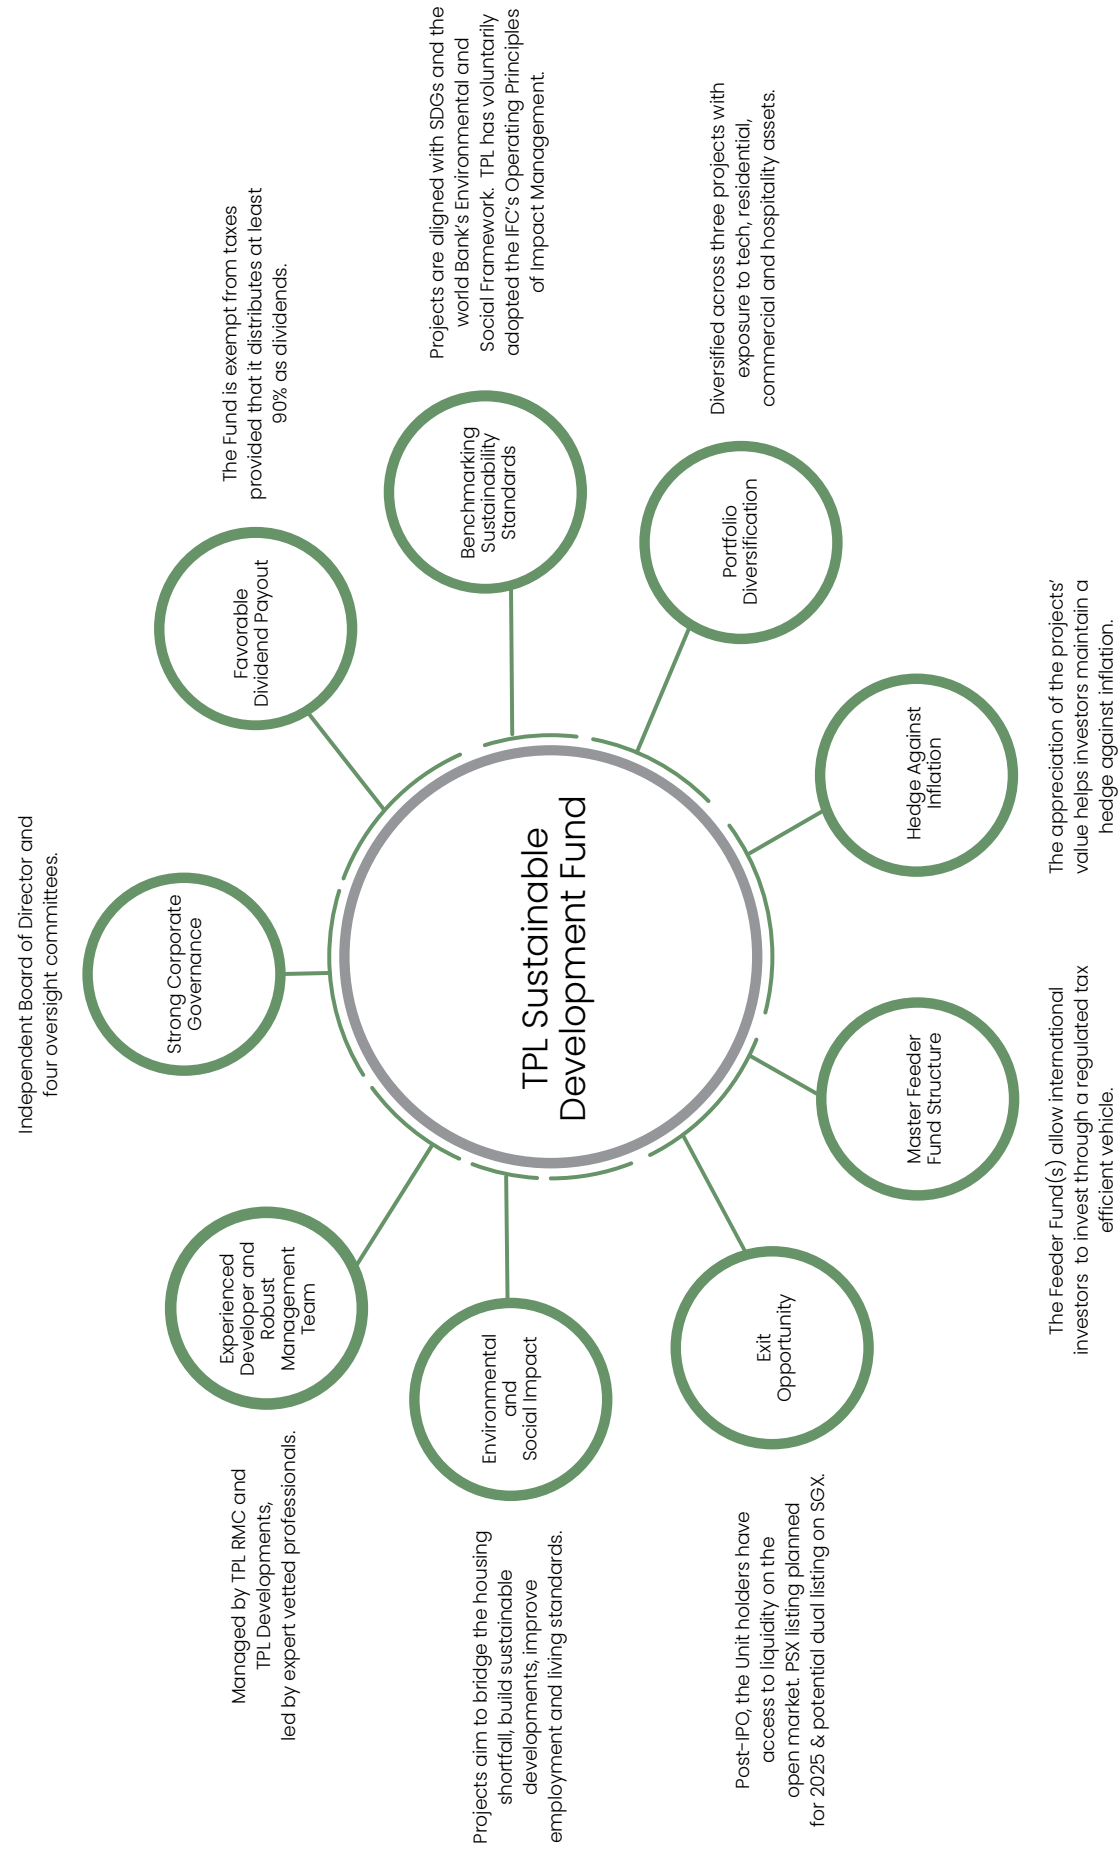 Independent Board of Director and
four oversight committees.
Strong Corporate
Governance
The Fund is exempt from taxes
provided that it distributes at least
90% as dividends.
Favorable
Dividend Payout
Projects are aligned with SDGs and the
world Bank's Environmental and
Social Framework. TPL has voluntarily
adopted the IFC's Operating Principles
of Impact Management.
Benchmarking
Sustainability
Standards
Diversified across three projects with
exposure to tech, residential,
commercial and hospitality assets.
Portfolio
Diversification
Hedge Against
Inflation
The appreciation of the projects'
value helps investors maintain a
hedge against inflation.
Master Feeder
Fund Structure
The Feeder Fund(s) allow international
investors to invest through a regulated tax
efficient vehicle.
Exit
Opportunity
Post-IPO, the Unit holders have
access to liquidity on the
open market. PSX listing planned
for 2025 & potential dual listing on SGX.
Environmental
and
Social Impact
Projects aim to bridge the housing
shortfall, build sustainable
developments, improve
employment and living standards.
Experienced
Developer and
Robust
Management
Team
Managed by TPL RMC and
TPL Developments,
led by expert vetted professionals.
TPL Sustainable
Development Fund